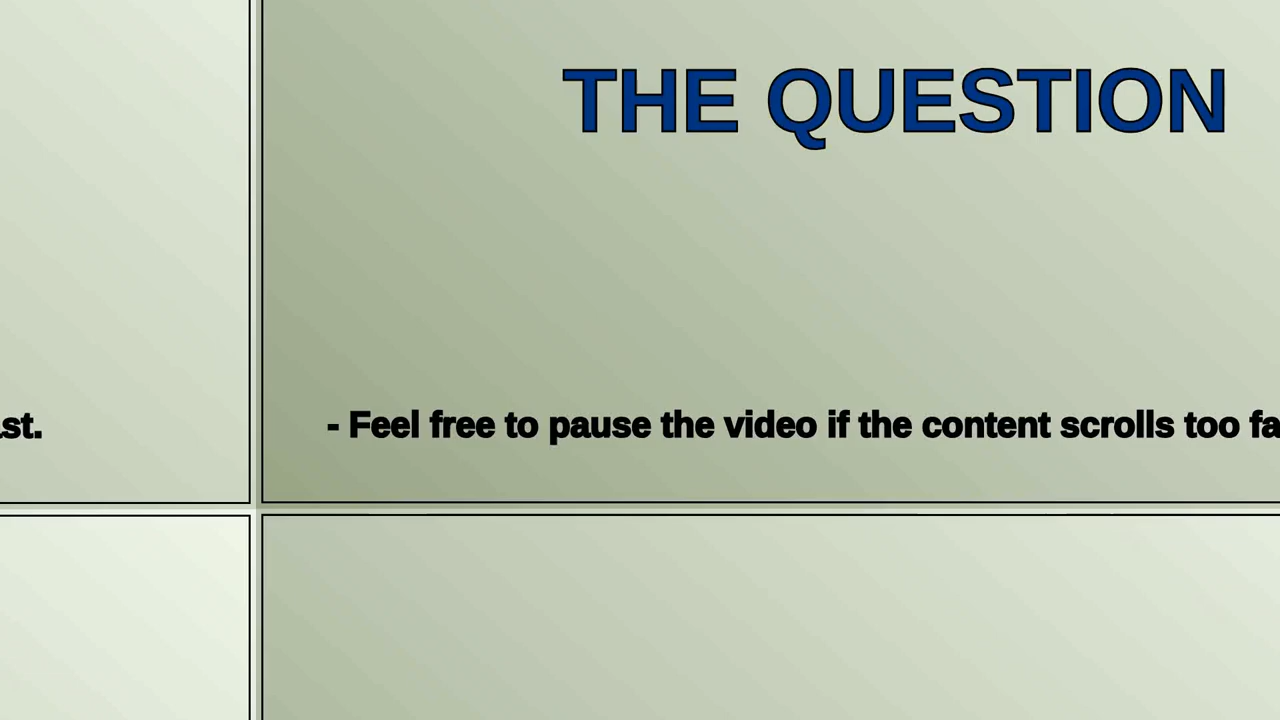 THE QUESTION
- Feel free to pause the video if the content scrolls too